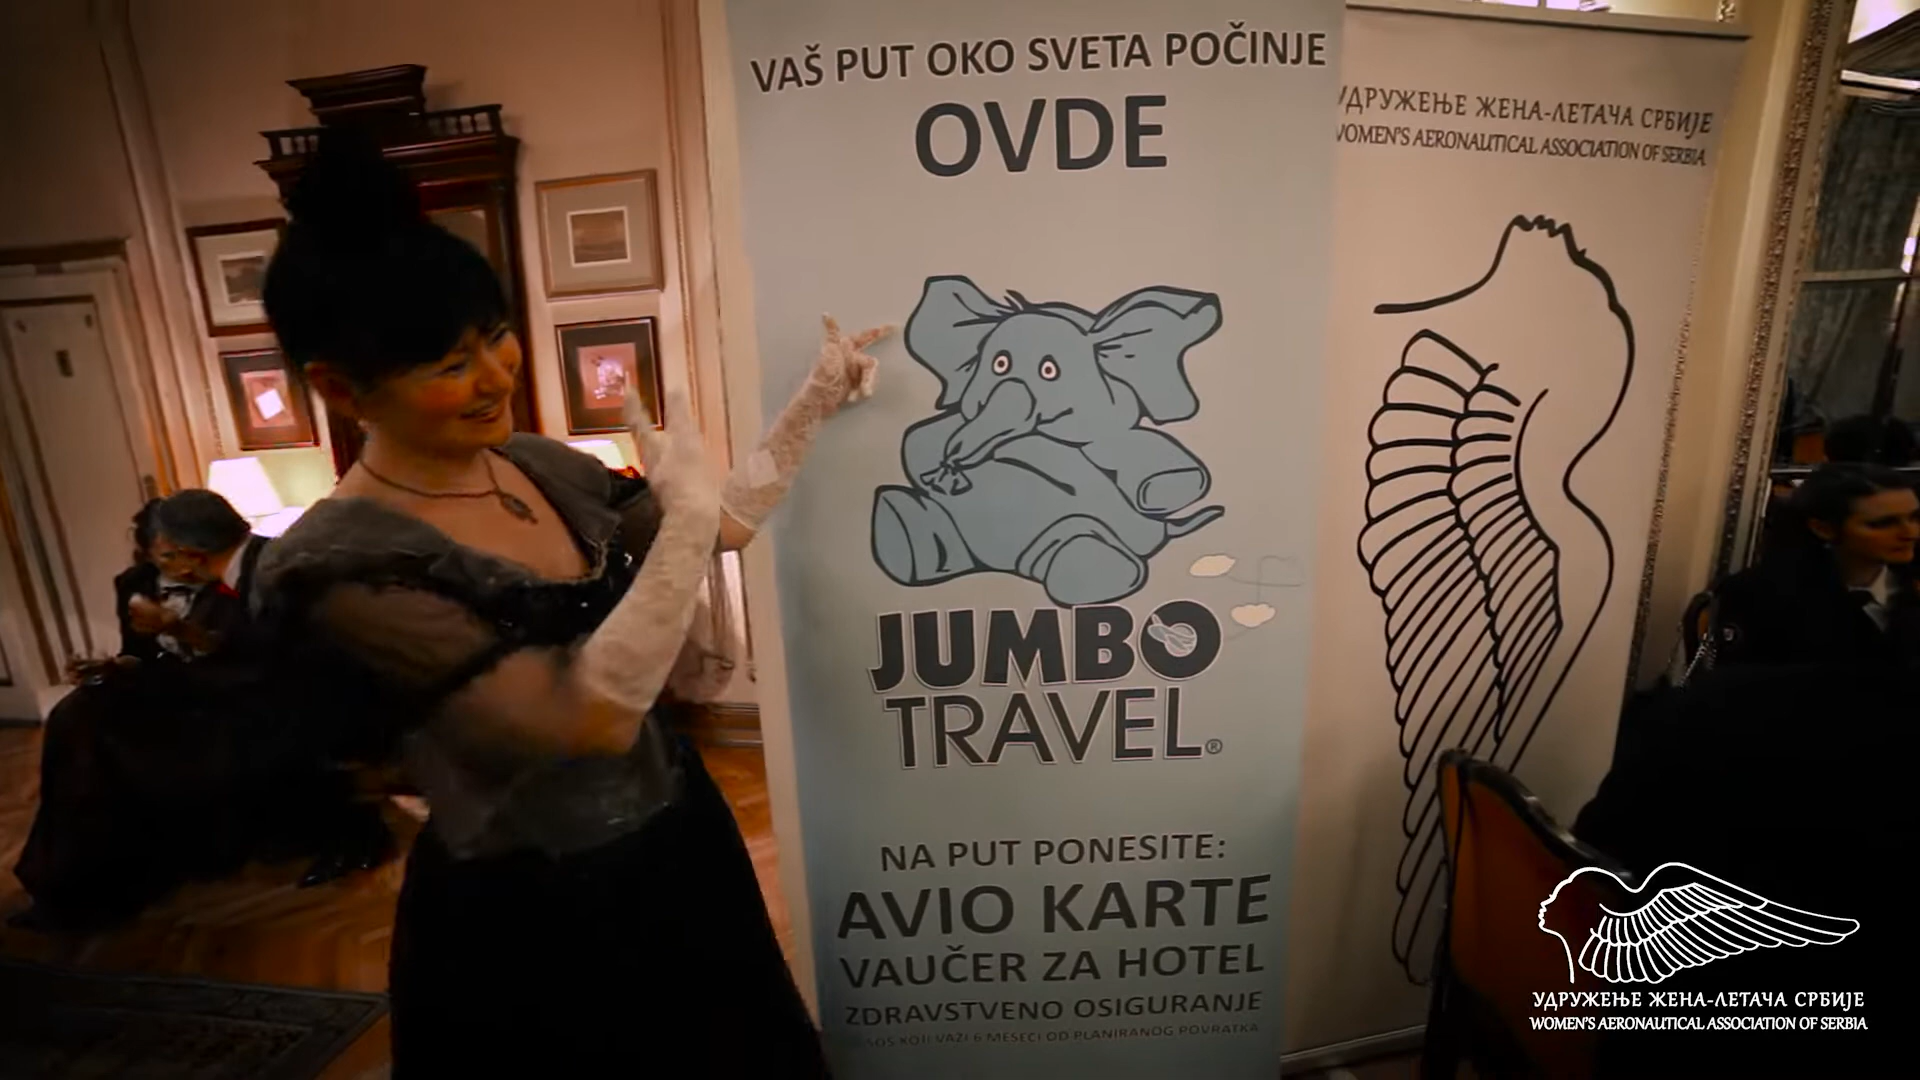 VAŠ PUT OKO SVETA POČINJE
OVDE
JUMBO
TRAVEL®
NA PUT PONESITE:
AVIO KARTE
VAUČER ZA HOTEL
ZDRAVSTVENO OSIGURANJE
PASOŠ KOJI VAŽI 6 MESECI OD PLANIRANOG POVRATKA
УДРУЖЕЊЕ ЖЕНА-ЛЕТАЧА СРБИЈЕ
WOMEN'S AERONAUTICAL ASSOCIATION OF SERBIA
УДРУЖЕЊЕ ЖЕНА-ЛЕТАЧА СРБИЈЕ
WOMEN'S AERONAUTICAL ASSOCIATION OF SERBIA